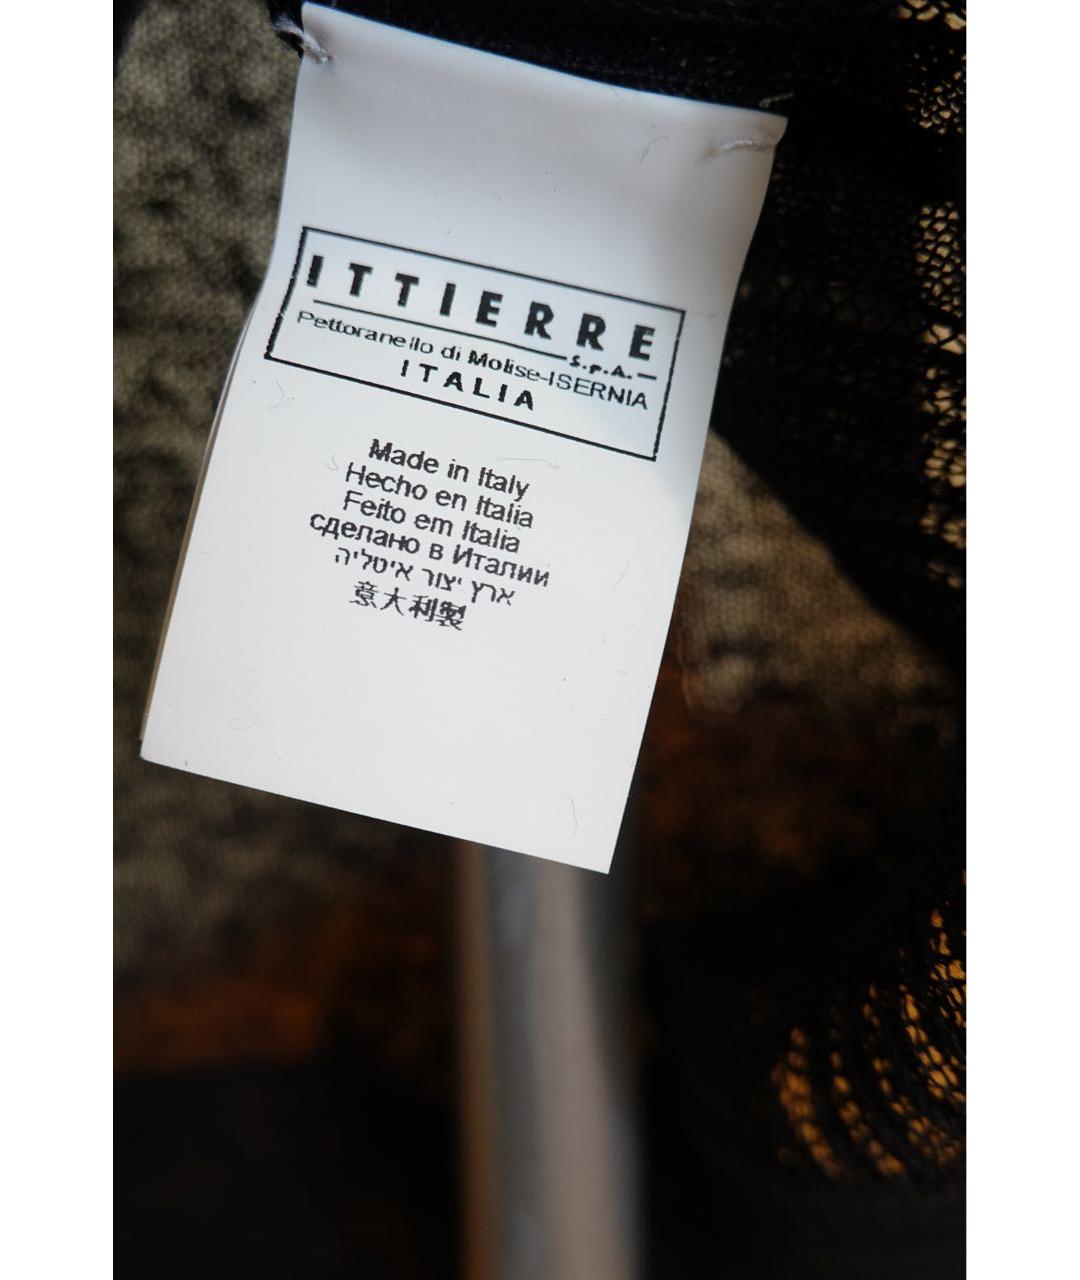 ITTIERRE
S.p.A.
Pettoranello di Molise-ISERNIA
ITALIA
Made in Italy
Hecho en Italia
Feito em Italia
сделано в Италии
ארץ יצור איטליה
意大利製